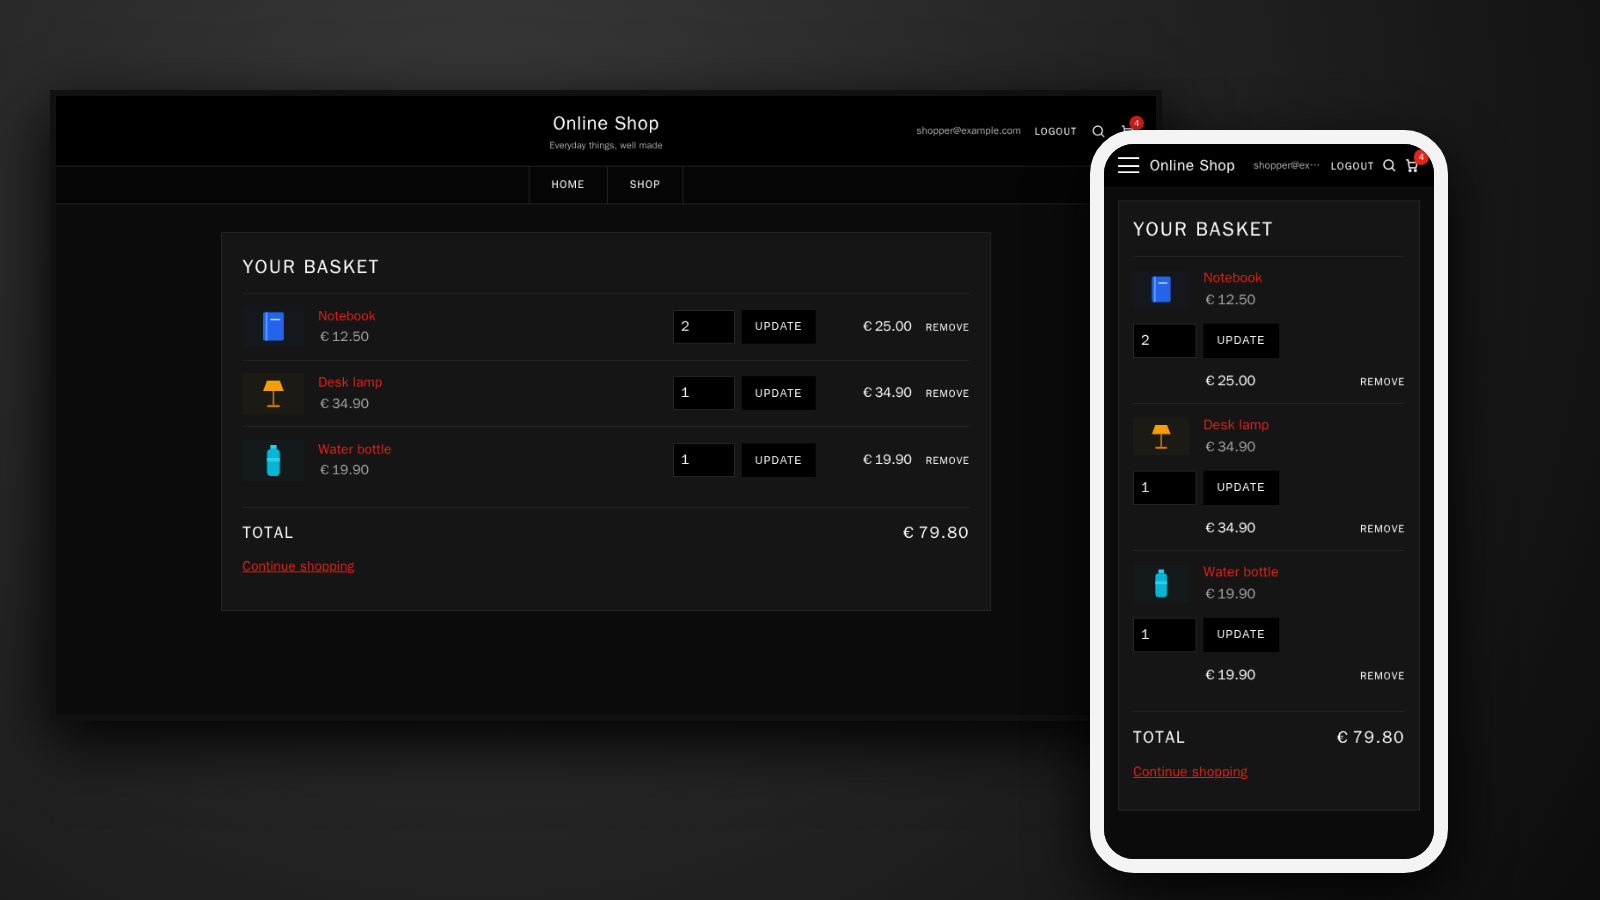 Online Shop
Everyday things, well made
shopper@example.com LOGOUT 4
HOME SHOP
YOUR BASKET
Notebook
€ 12.50
2 UPDATE € 25.00 REMOVE
Desk lamp
€ 34.90
1 UPDATE € 34.90 REMOVE
Water bottle
€ 19.90
1 UPDATE € 19.90 REMOVE
TOTAL € 79.80
Continue shopping
Online Shop shopper@ex··· LOGOUT 4
YOUR BASKET
Notebook
€ 12.50
2 UPDATE
€ 25.00 REMOVE
Desk lamp
€ 34.90
1 UPDATE
€ 34.90 REMOVE
Water bottle
€ 19.90
1 UPDATE
€ 19.90 REMOVE
TOTAL € 79.80
Continue shopping